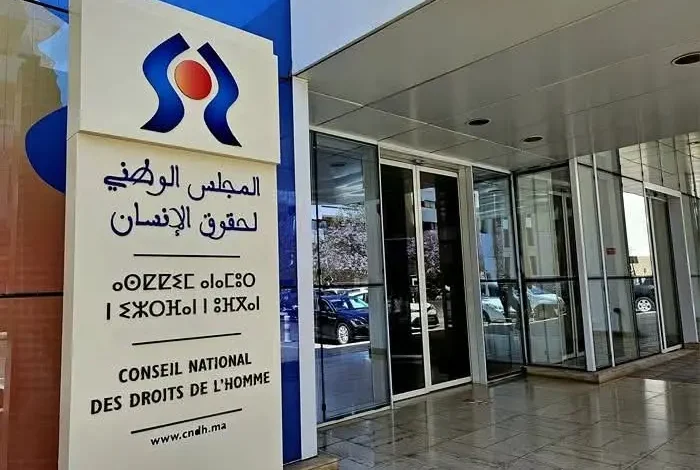 المجلس الوطني
لحقوق الإنسان
ⴰⵙⵇⵇⵉⵎ ⴰⵏⴰⵎⵓⵔ
ⵏ ⵉⵣⵔⴼⴰⵏ ⵏ ⵓⴼⴳⴰⵏ
CONSEIL NATIONAL
DES DROITS DE L'HOMME
www.cndh.ma